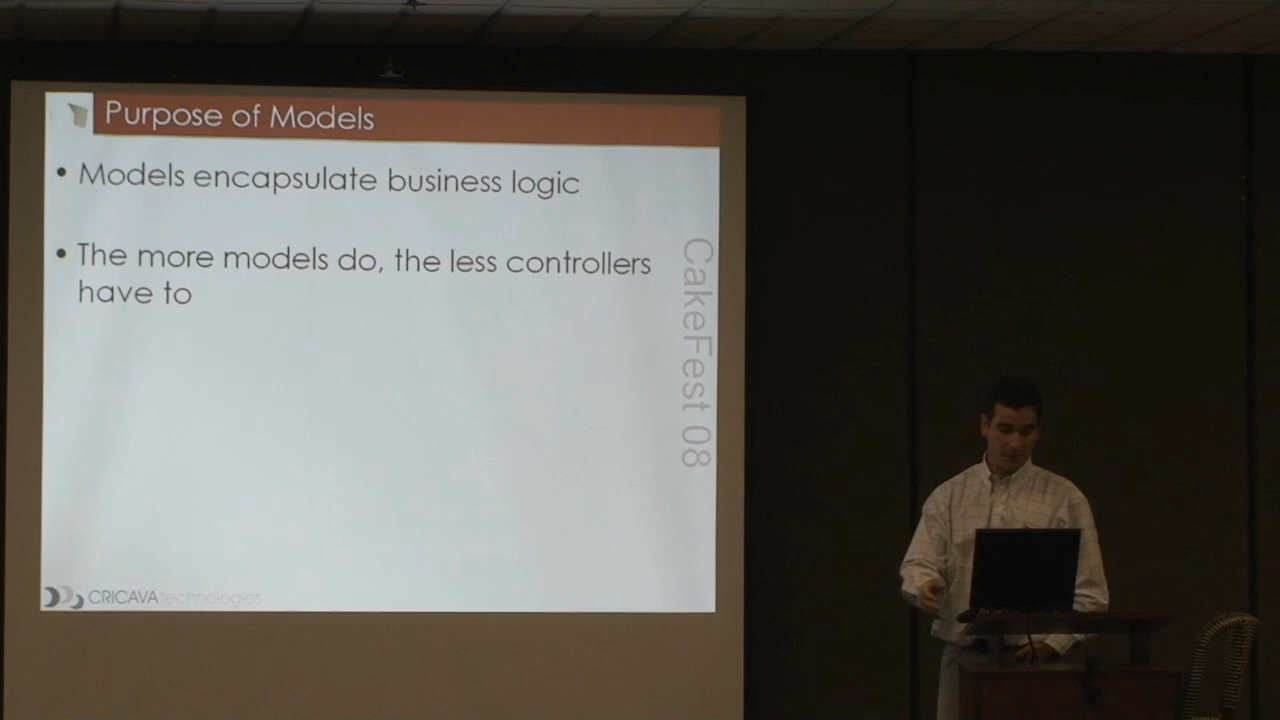 Purpose of Models
• Models encapsulate business logic
• The more models do, the less controllers
have to
CakeFest 08
CRICAVA technologies